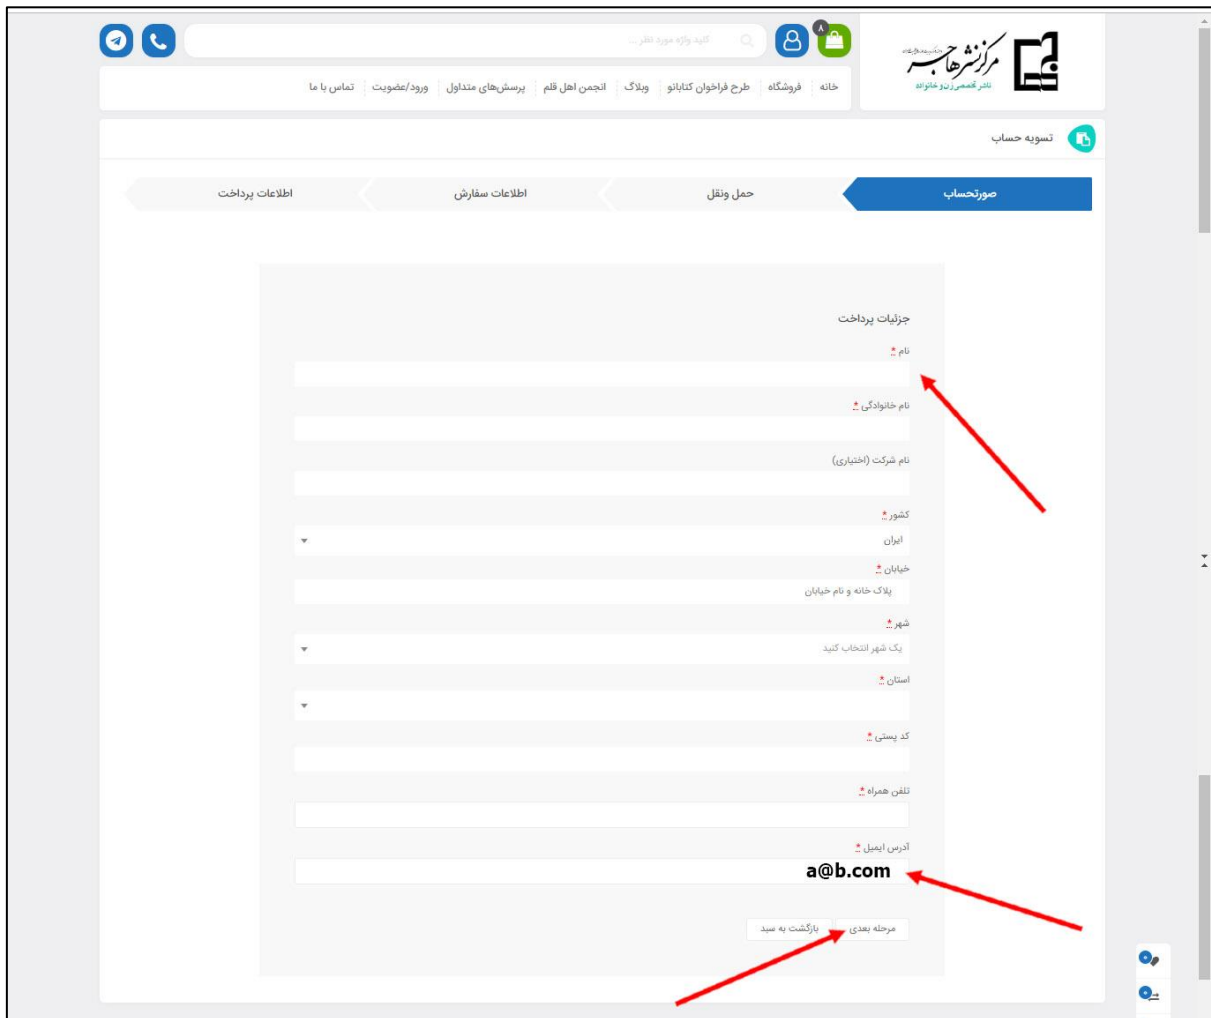 مرکز نشر هاجر
ناشر تخصصی زن و خانواده
۸
کلید واژه مورد نظر ...
خانه فروشگاه طرح فراخوان کتابانو وبلاگ انجمن اهل قلم پرسش‌های متداول ورود/عضویت تماس با ما
تسویه حساب
صورتحساب حمل ونقل اطلاعات سفارش اطلاعات پرداخت
جزئیات پرداخت
نام *
نام خانوادگی *
نام شرکت (اختیاری)
کشور *
ایران
خیابان *
پلاک خانه و نام خیابان
شهر *
یک شهر انتخاب کنید
استان *
کد پستی *
تلفن همراه *
آدرس ایمیل *
a@b.com
مرحله بعدی بازگشت به سبد